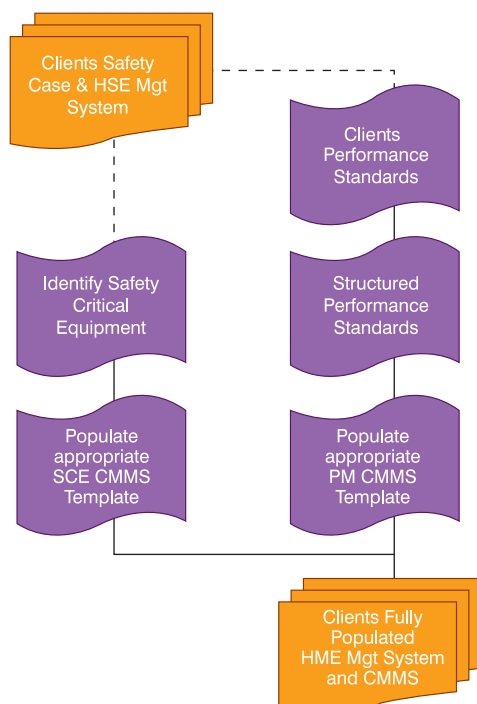 Clients Safety
Case & HSE Mgt
System
Clients
Performance
Standards
Identify Safety
Critical
Equipment
Structured
Performance
Standards
Populate
appropriate
SCE CMMS
Template
Populate
appropriate
PM CMMS
Template
Clients Fully
Populated
HME Mgt System
and CMMS